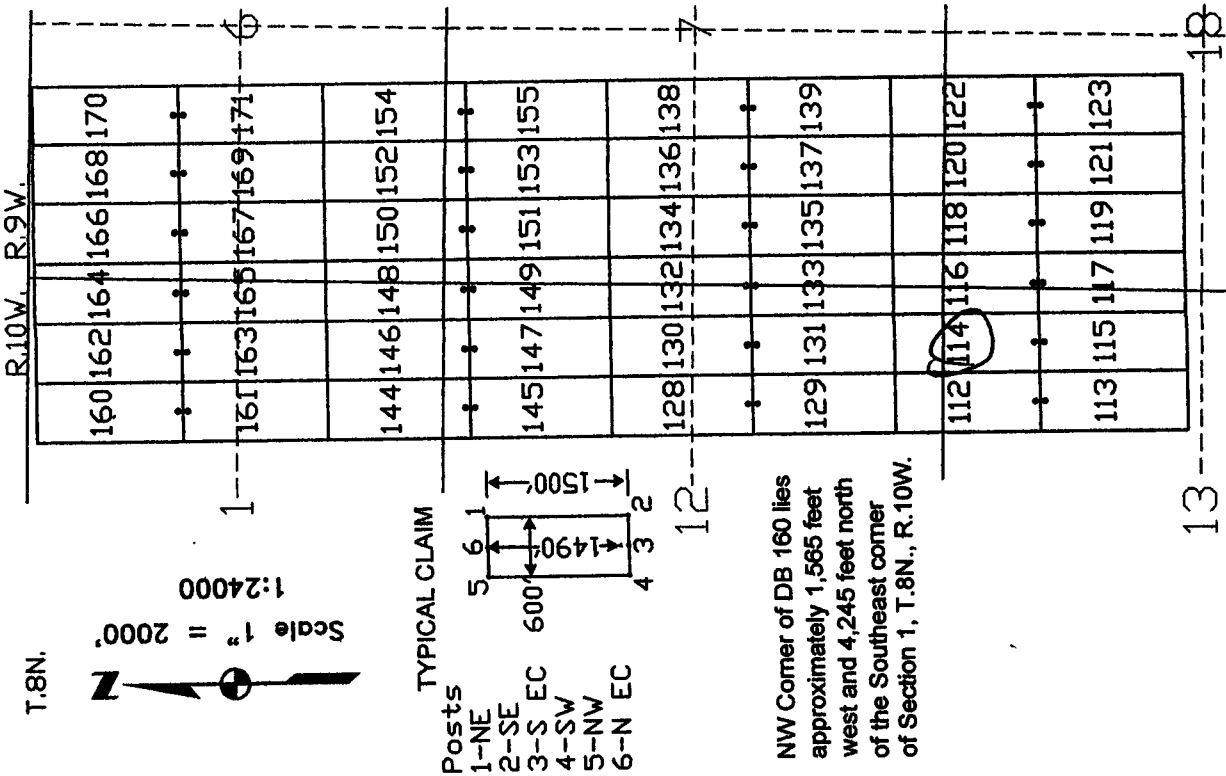 R.10W. R.9W.
T.8N.
160 162 164 166 168 170
Scale 1" = 2000'
1:24000
N
1
161 163 165 167 169 171
6
144 146 148 150 152 154
TYPICAL CLAIM
Posts
1-NE
2-SE
3-S EC
4-SW
5-NW
6-N EC
5 6 1
600'
1490'
1500'
4 3 2
145 147 149 151 153 155
12
128 130 132 134 136 138
7
129 131 133 135 137 139
NW Corner of DB 160 lies
approximately 1,565 feet
west and 4,245 feet north
of the Southeast corner
of Section 1, T.8N., R.10W.
112 114 116 118 120 122
113 115 117 119 121 123
13
18